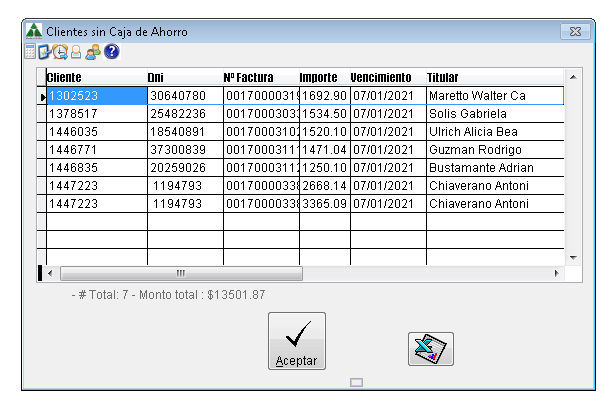 Clientes sin Caja de Ahorro
Cliente Dni Nº Factura Importe Vencimiento Titular
1302523 30640780 00170000319 1692.90 07/01/2021 Maretto Walter Ca
1378517 25482236 00170000303 1534.50 07/01/2021 Solis Gabriela
1446035 18540891 00170000310 1520.10 07/01/2021 Ulrich Alicia Bea
1446771 37300839 00170000311 1471.04 07/01/2021 Guzman Rodrigo
1446835 20259026 00170000311 1250.10 07/01/2021 Bustamante Adrian
1447223 1194793 00170000338 2668.14 07/01/2021 Chiaverano Antoni
1447223 1194793 00170000338 3365.09 07/01/2021 Chiaverano Antoni
- # Total: 7 - Monto total : $13501.87
Aceptar